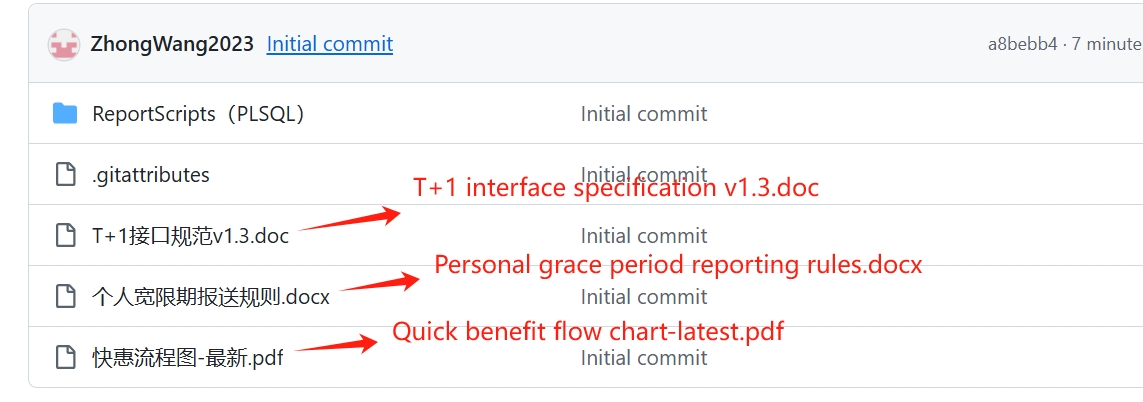 ZhongWang2023 Initial commit a8bebb4 · 7 minute
ReportScripts（PLSQL） Initial commit
.gitattributes Initial commit
T+1 interface specification v1.3.doc
T+1接口规范v1.3.doc Initial commit
Personal grace period reporting rules.docx
个人宽限期报送规则.docx Initial commit
Quick benefit flow chart-latest.pdf
快惠流程图-最新.pdf Initial commit